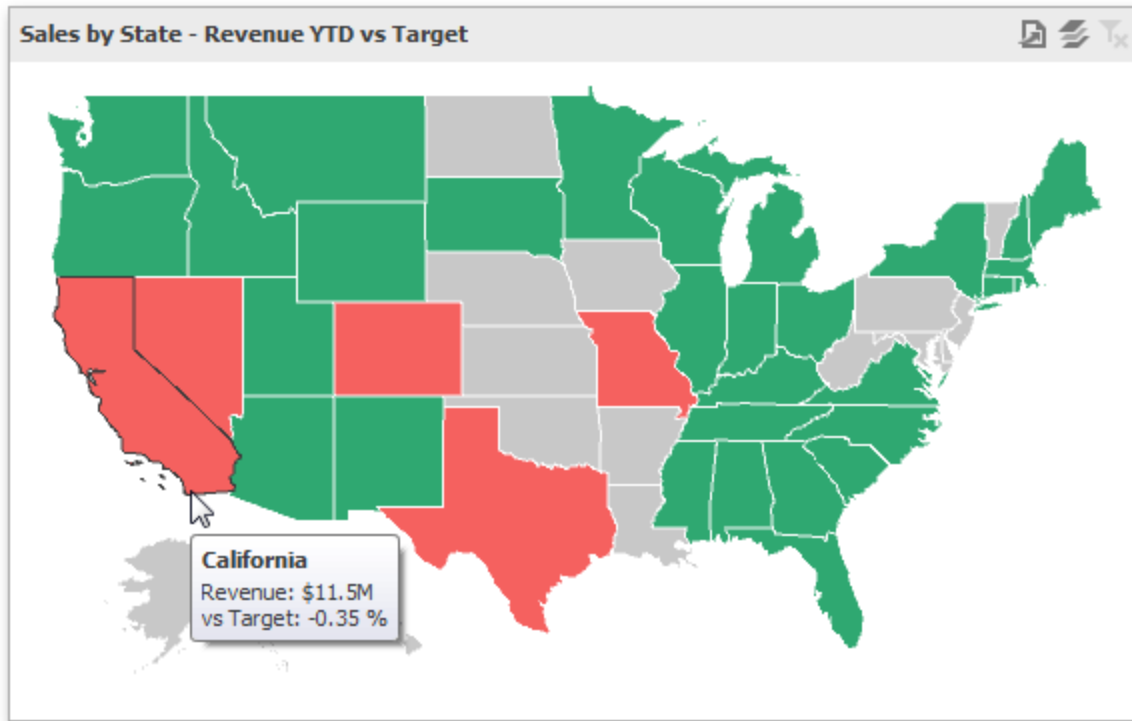 Sales by State - Revenue YTD vs Target
California
Revenue: $11.5M
vs Target: -0.35 %